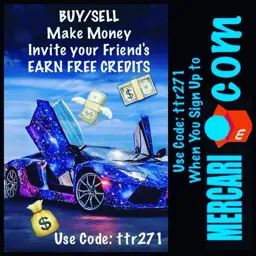 BUY/SELL
Make Money
Invite your Friend's
EARN FREE CREDITS
Use Code: ttr271
Use Code: ttr271
When You Sign Up to
MERCARI.com